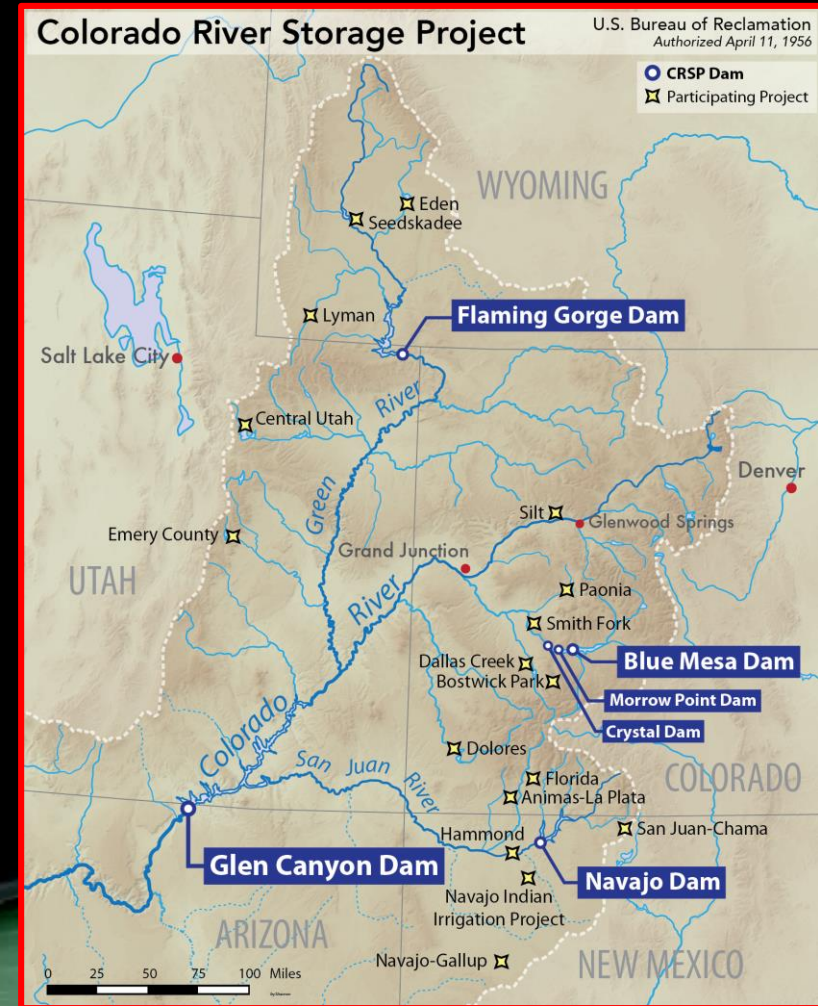 Colorado River Storage Project
U.S. Bureau of Reclamation
Authorized April 11, 1956
CRSP Dam
Participating Project
WYOMING
Eden
Seedskadee
Lyman
Flaming Gorge Dam
Salt Lake City
Central Utah
Green
River
Denver
Silt
Glenwood Springs
Emery County
Grand Junction
UTAH
Paonia
Smith Fork
Colorado
River
Blue Mesa Dam
Dallas Creek
Bostwick Park
Morrow Point Dam
Crystal Dam
Dolores
San Juan River
COLORADO
Florida
Animas-La Plata
San Juan-Chama
Hammond
Glen Canyon Dam
Navajo Dam
Navajo Indian
Irrigation Project
ARIZONA
NEW MEXICO
Navajo-Gallup
0 25 50 75 100 Miles